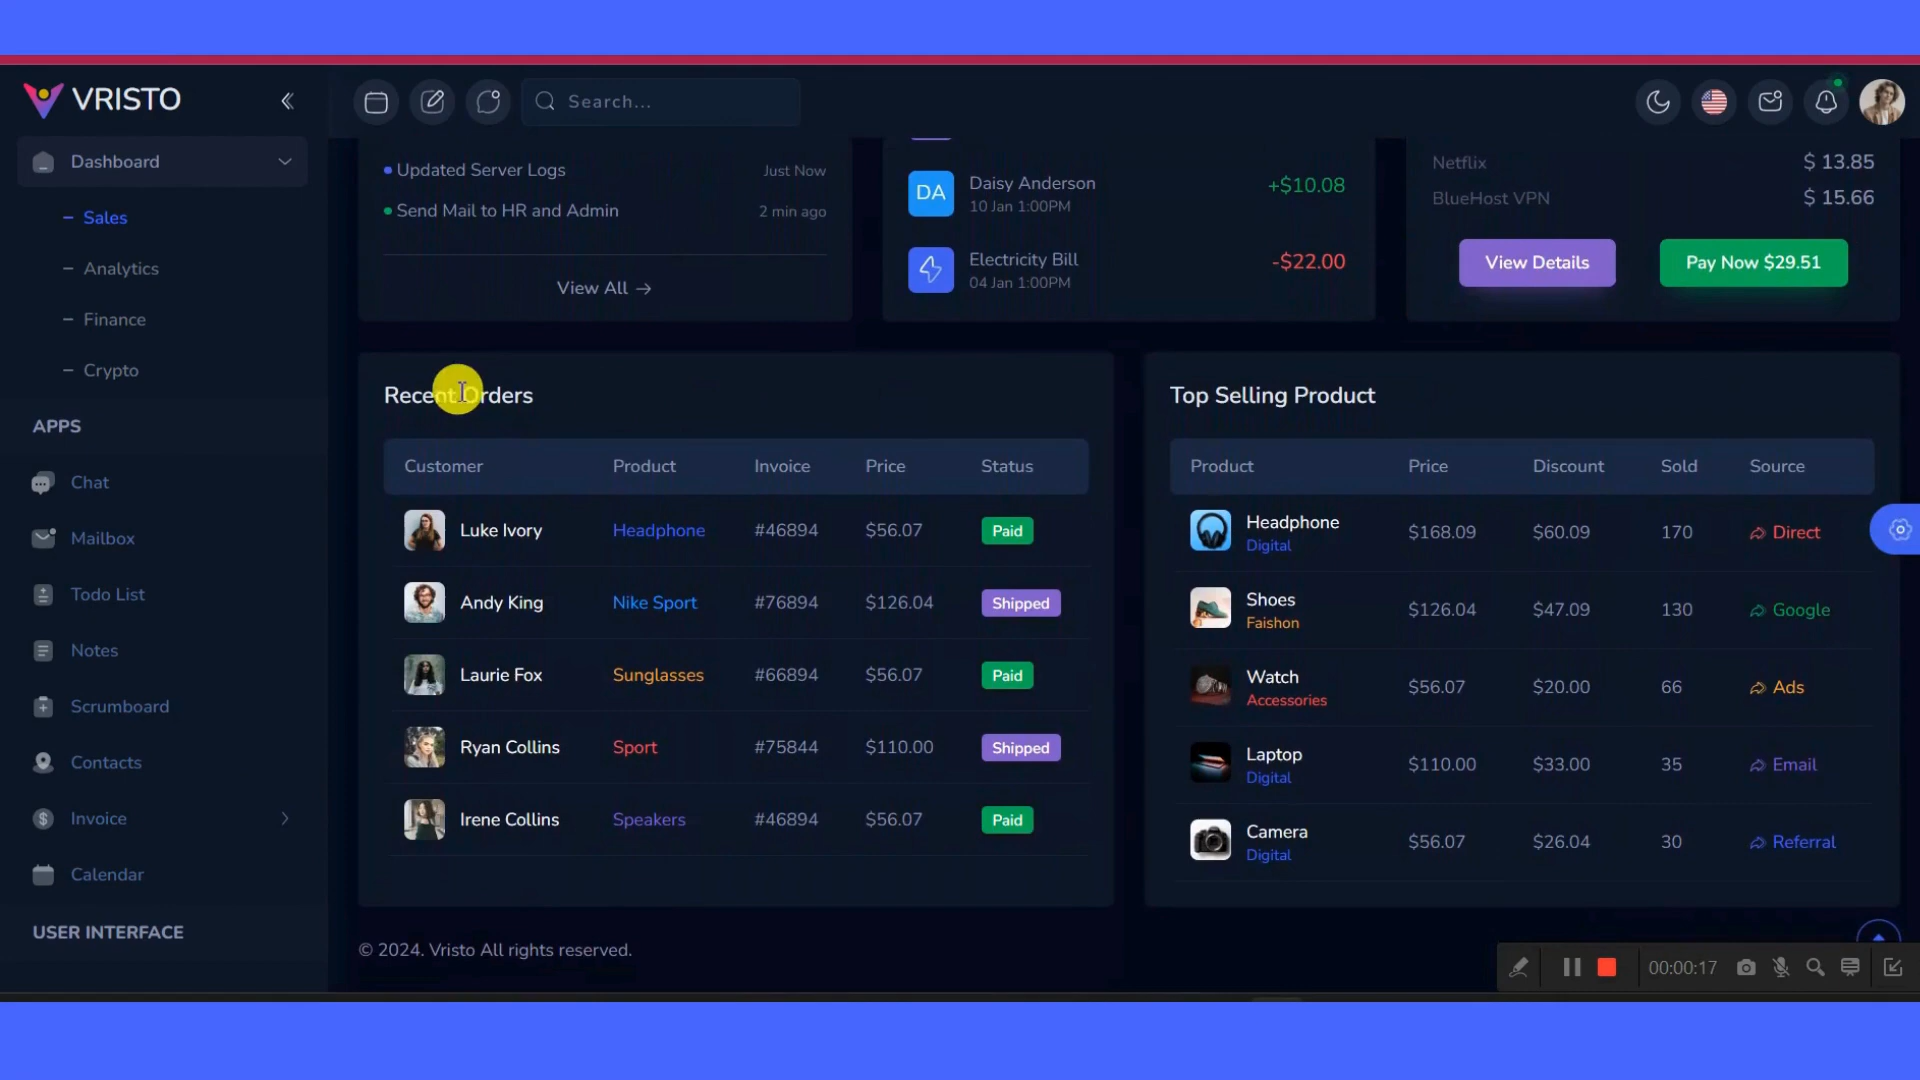 VRISTO
Search...
Dashboard
Sales
Analytics
Finance
Crypto
APPS
Chat
Mailbox
Todo List
Notes
Scrumboard
Contacts
Invoice
Calendar
USER INTERFACE
Updated Server Logs Just Now
Send Mail to HR and Admin 2 min ago
View All
DA Daisy Anderson +$10.08
10 Jan 1:00PM
Electricity Bill -$22.00
04 Jan 1:00PM
Netflix $ 13.85
BlueHost VPN $ 15.66
View Details Pay Now $29.51
Recent Orders
Customer Product Invoice Price Status
Luke Ivory Headphone #46894 $56.07 Paid
Andy King Nike Sport #76894 $126.04 Shipped
Laurie Fox Sunglasses #66894 $56.07 Paid
Ryan Collins Sport #75844 $110.00 Shipped
Irene Collins Speakers #46894 $56.07 Paid
Top Selling Product
Product Price Discount Sold Source
Headphone $168.09 $60.09 170 Direct
Digital
Shoes $126.04 $47.09 130 Google
Faishon
Watch $56.07 $20.00 66 Ads
Accessories
Laptop $110.00 $33.00 35 Email
Digital
Camera $56.07 $26.04 30 Referral
Digital
© 2024. Vristo All rights reserved.
00:00:17